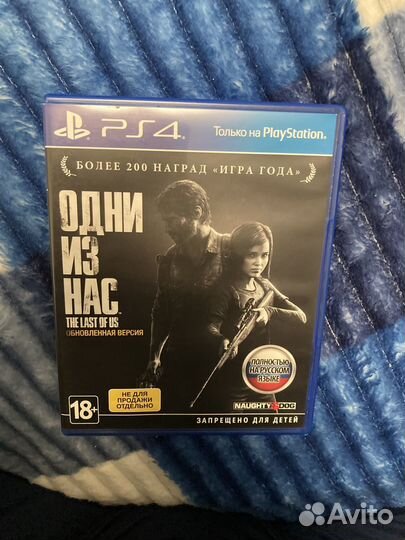 PS4
Только на PlayStation.
БОЛЕЕ 200 НАГРАД «ИГРА ГОДА»
ОДНИ
ИЗ
НАС
THE LAST OF US
ОБНОВЛЕННАЯ ВЕРСИЯ
ПОЛНОСТЬЮ
НА РУССКОМ
ЯЗЫКЕ
18+
НЕ ДЛЯ
ПРОДАЖИ
ОТДЕЛЬНО
NAUGHTY DOG
ЗАПРЕЩЕНО ДЛЯ ДЕТЕЙ
Avito